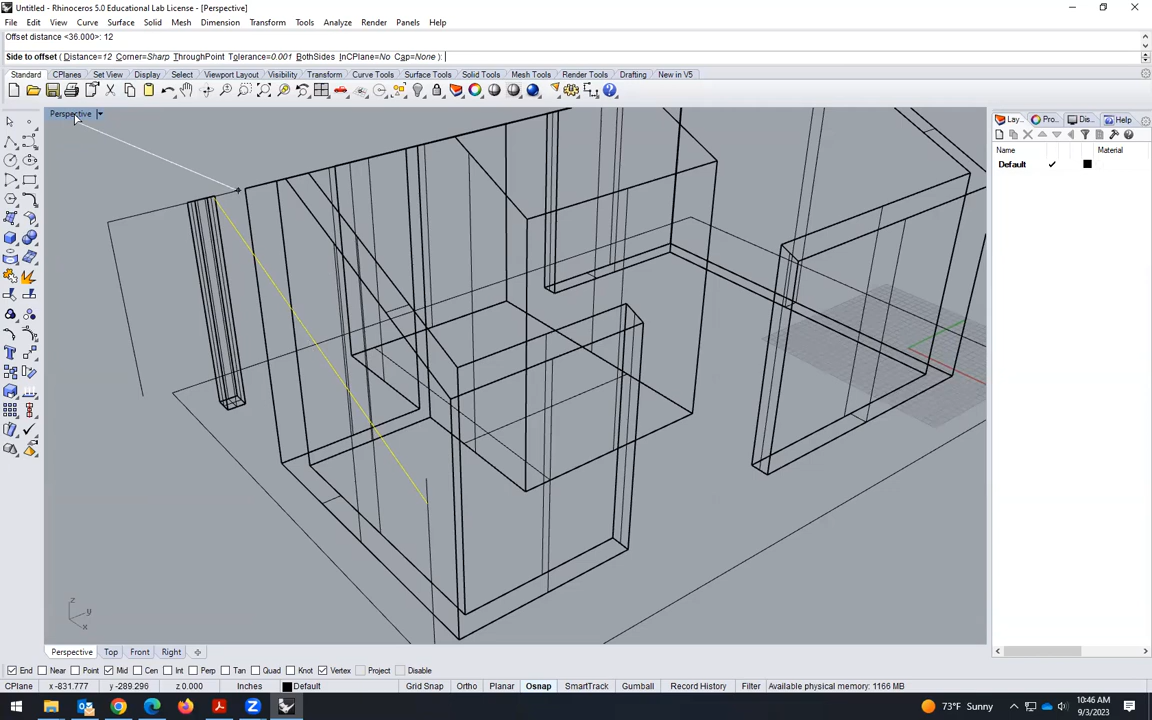 Untitled - Rhinoceros 5.0 Educational Lab License - [Perspective]
File Edit View Curve Surface Solid Mesh Dimension Transform Tools Analyze Render Panels Help
Offset distance <36.000>: 12
Side to offset ( Distance=12 Corner=Sharp ThroughPoint Tolerance=0.001 BothSides InCPlane=No Cap=None ):
Standard CPlanes Set View Display Select Viewport Layout Visibility Transform Curve Tools Surface Tools Solid Tools Mesh Tools Render Tools Drafting New in V5
Perspective
Lay... Pro... Dis... Help
Name Material
Default
z
y
x
Perspective Top Front Right
End Near Point Mid Cen Int Perp Tan Quad Knot Vertex Project Disable
CPlane x -831.777 y -289.296 z 0.000 Inches Default Grid Snap Ortho Planar Osnap SmartTrack Gumball Record History Filter Available physical memory: 1166 MB
73°F Sunny
10:46 AM
9/3/2023